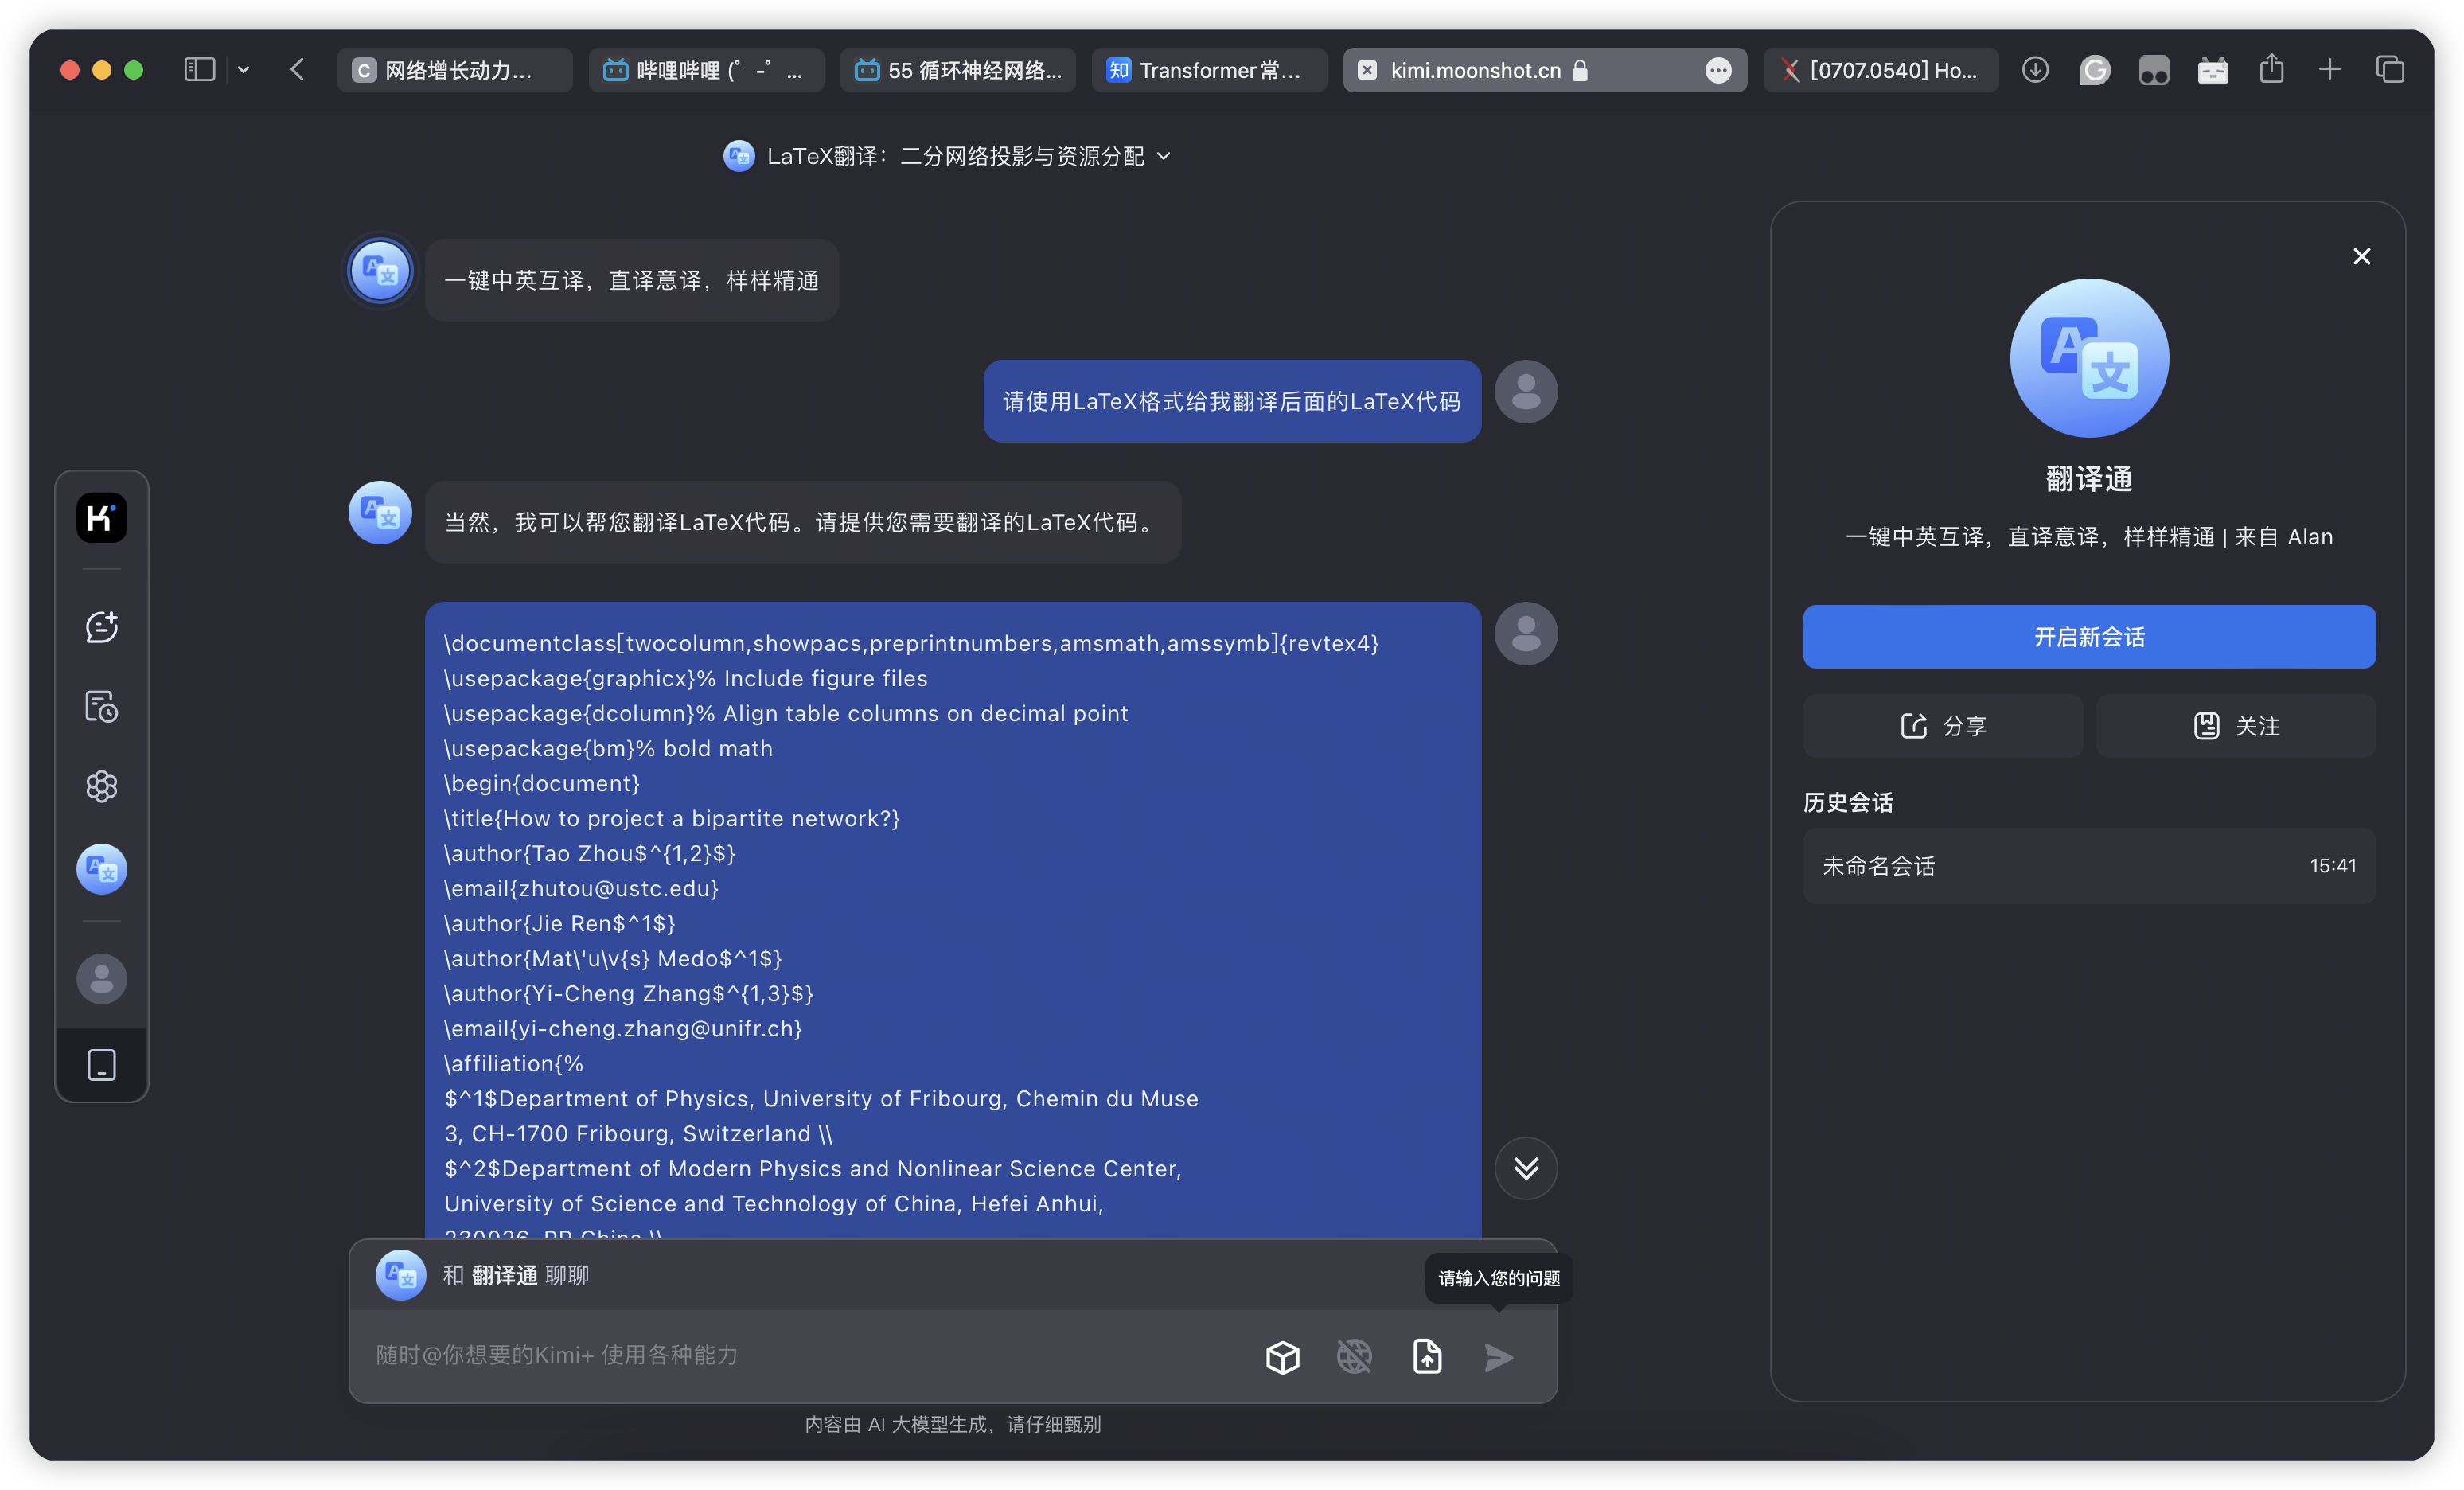 C 网络增长动力...
哔哩哔哩 (゜-゜ ...
55 循环神经网络...
知 Transformer 常...
kimi.moonshot.cn
[0707.0540] Ho...
LaTeX翻译：二分网络投影与资源分配
一键中英互译，直译意译，样样精通
请使用LaTeX格式给我翻译后面的LaTeX代码
当然，我可以帮您翻译LaTeX代码。请提供您需要翻译的LaTeX代码。
\documentclass[twocolumn,showpacs,preprintnumbers,amsmath,amssymb]{revtex4}
\usepackage{graphicx}% Include figure files
\usepackage{dcolumn}% Align table columns on decimal point
\usepackage{bm}% bold math
\begin{document}
\title{How to project a bipartite network?}
\author{Tao Zhou$^{1,2}$}
\email{zhutou@ustc.edu}
\author{Jie Ren$^1$}
\author{Mat\'u\v{s} Medo$^1$}
\author{Yi-Cheng Zhang$^{1,3}$}
\email{yi-cheng.zhang@unifr.ch}
\affiliation{%
$^1$Department of Physics, University of Fribourg, Chemin du Muse
3, CH-1700 Fribourg, Switzerland \\
$^2$Department of Modern Physics and Nonlinear Science Center,
University of Science and Technology of China, Hefei Anhui,
230026, PR China \\
和 翻译通 聊聊
请输入您的问题
随时@你想要的Kimi+ 使用各种能力
内容由 AI 大模型生成，请仔细甄别
A 文
翻译通
一键中英互译，直译意译，样样精通 | 来自 Alan
开启新会话
分享
关注
历史会话
未命名会话
15:41